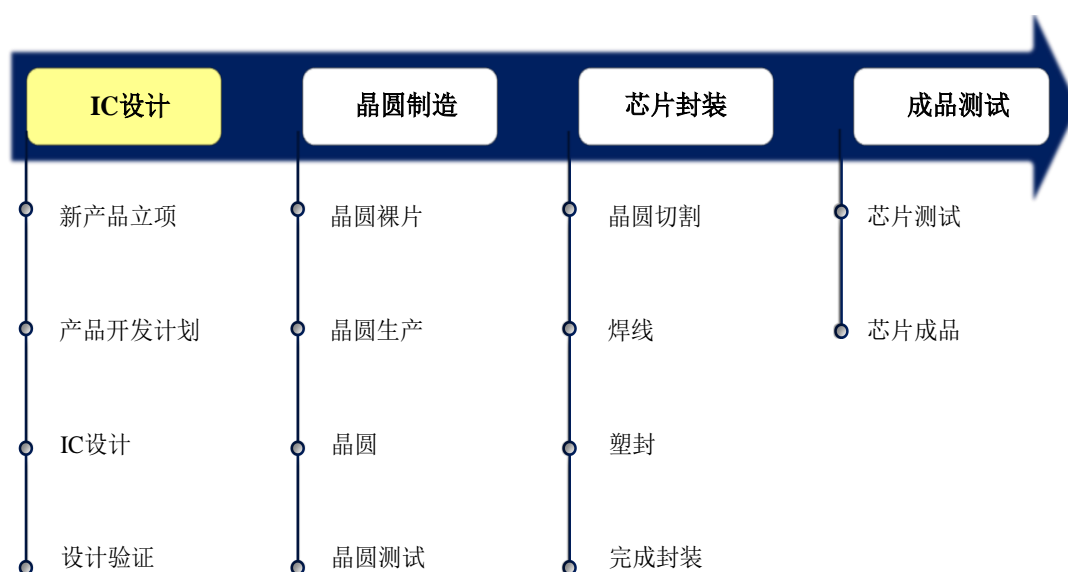 IC设计
晶圆制造
芯片封装
成品测试
新产品立项
晶圆裸片
晶圆切割
芯片测试
产品开发计划
晶圆生产
焊线
芯片成品
IC设计
晶圆
塑封
设计验证
晶圆测试
完成封装